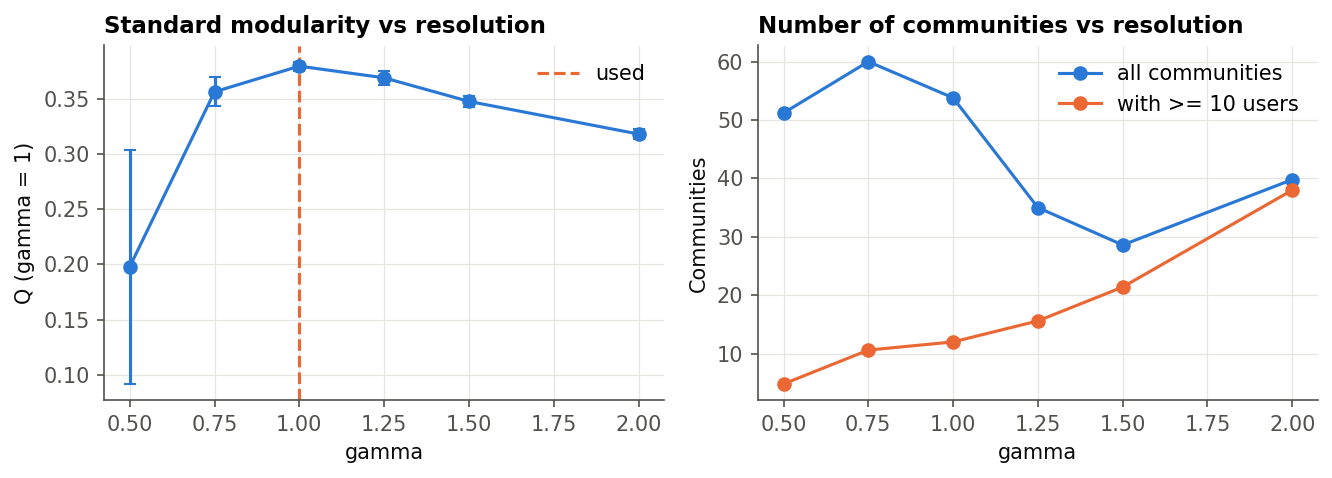 Standard modularity vs resolution
Q (gamma = 1)
0.35
0.30
0.25
0.20
0.15
0.10
used
0.50 0.75 1.00 1.25 1.50 1.75 2.00
gamma
Number of communities vs resolution
Communities
60
50
40
30
20
10
all communities
with >= 10 users
0.50 0.75 1.00 1.25 1.50 1.75 2.00
gamma